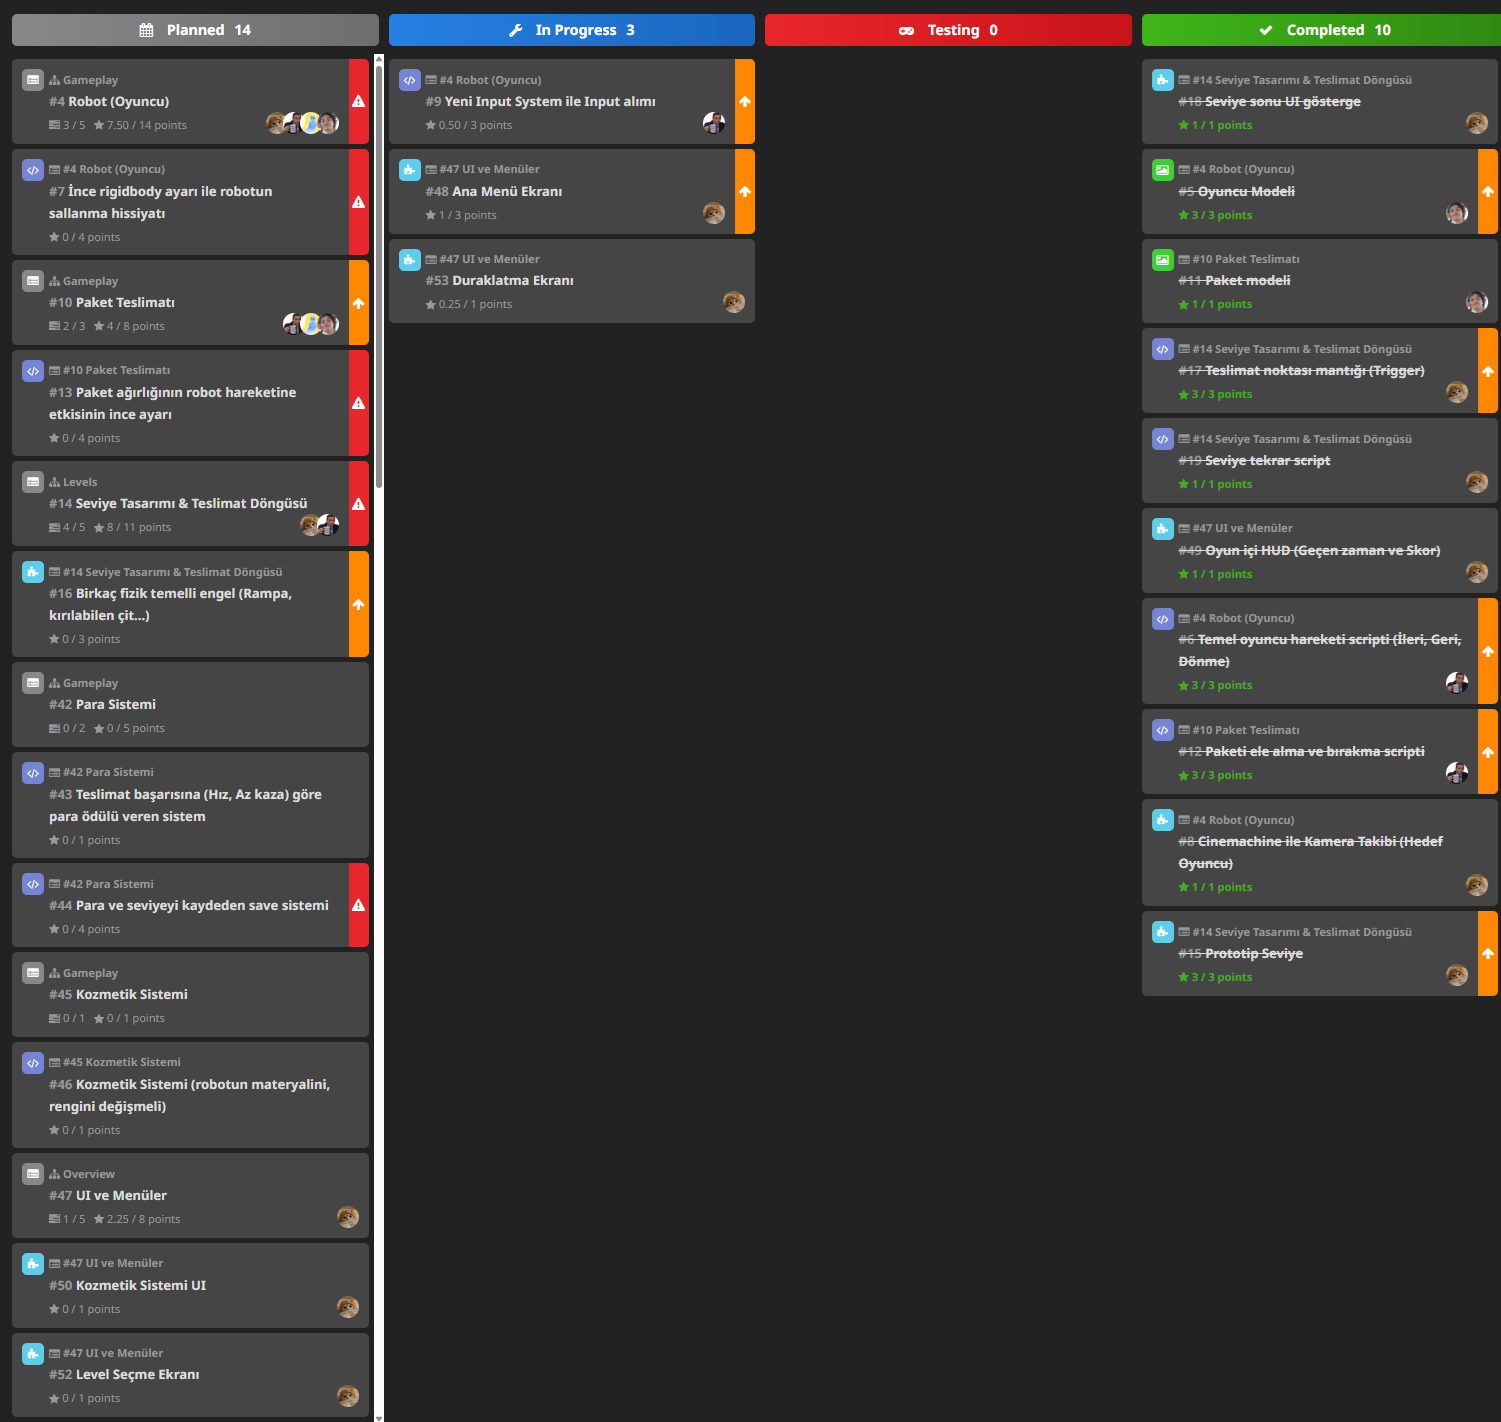 Planned 14
Gameplay
#4 Robot (Oyuncu)
3 / 5 7.50 / 14 points
#4 Robot (Oyuncu)
#7 İnce rigidbody ayarı ile robotun
sallanma hissiyatı
0 / 4 points
Gameplay
#10 Paket Teslimatı
2 / 3 4 / 8 points
#10 Paket Teslimatı
#13 Paket ağırlığının robot hareketine
etkisinin ince ayarı
0 / 4 points
Levels
#14 Seviye Tasarımı & Teslimat Döngüsü
4 / 5 8 / 11 points
#14 Seviye Tasarımı & Teslimat Döngüsü
#16 Birkaç fizik temelli engel (Rampa,
kırılabilen çit...)
0 / 3 points
Gameplay
#42 Para Sistemi
0 / 2 0 / 5 points
#42 Para Sistemi
#43 Teslimat başarısına (Hız, Az kaza) göre
para ödülü veren sistem
0 / 1 points
#42 Para Sistemi
#44 Para ve seviyeyi kaydeden save sistemi
0 / 4 points
Gameplay
#45 Kozmetik Sistemi
0 / 1 0 / 1 points
#45 Kozmetik Sistemi
#46 Kozmetik Sistemi (robotun materyalini,
rengini değişmeli)
0 / 1 points
Overview
#47 UI ve Menüler
1 / 5 2.25 / 8 points
#47 UI ve Menüler
#50 Kozmetik Sistemi UI
0 / 1 points
#47 UI ve Menüler
#52 Level Seçme Ekranı
0 / 1 points
In Progress 3
#4 Robot (Oyuncu)
#9 Yeni Input System ile Input alımı
0.50 / 3 points
#47 UI ve Menüler
#48 Ana Menü Ekranı
1 / 3 points
#47 UI ve Menüler
#53 Duraklatma Ekranı
0.25 / 1 points
Testing 0
Completed 10
#14 Seviye Tasarımı & Teslimat Döngüsü
#18 Seviye sonu UI gösterge
1 / 1 points
#4 Robot (Oyuncu)
#5 Oyuncu Modeli
3 / 3 points
#10 Paket Teslimatı
#11 Paket modeli
1 / 1 points
#14 Seviye Tasarımı & Teslimat Döngüsü
#17 Teslimat noktası mantığı (Trigger)
3 / 3 points
#14 Seviye Tasarımı & Teslimat Döngüsü
#19 Seviye tekrar script
1 / 1 points
#47 UI ve Menüler
#49 Oyun içi HUD (Geçen zaman ve Skor)
1 / 1 points
#4 Robot (Oyuncu)
#6 Temel oyuncu hareketi scripti (İleri, Geri,
Dönme)
3 / 3 points
#10 Paket Teslimatı
#12 Paketi ele alma ve bırakma scripti
3 / 3 points
#4 Robot (Oyuncu)
#8 Cinemachine ile Kamera Takibi (Hedef
Oyuncu)
1 / 1 points
#14 Seviye Tasarımı & Teslimat Döngüsü
#15 Prototip Seviye
3 / 3 points